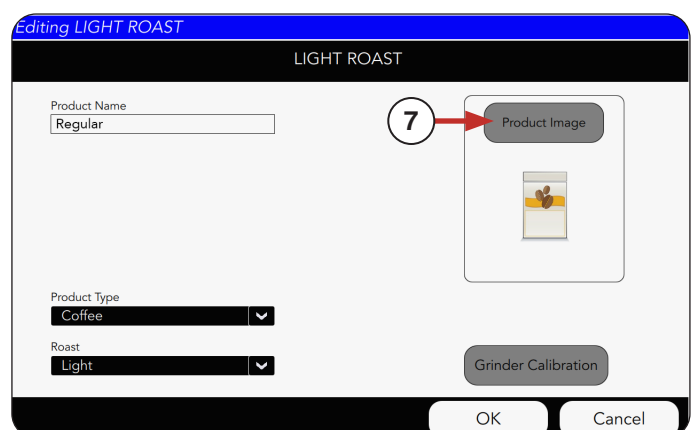 Editing LIGHT ROAST
LIGHT ROAST
Product Name
Regular
7
Product Image
Product Type
Coffee
Roast
Light
Grinder Calibration
OK
Cancel